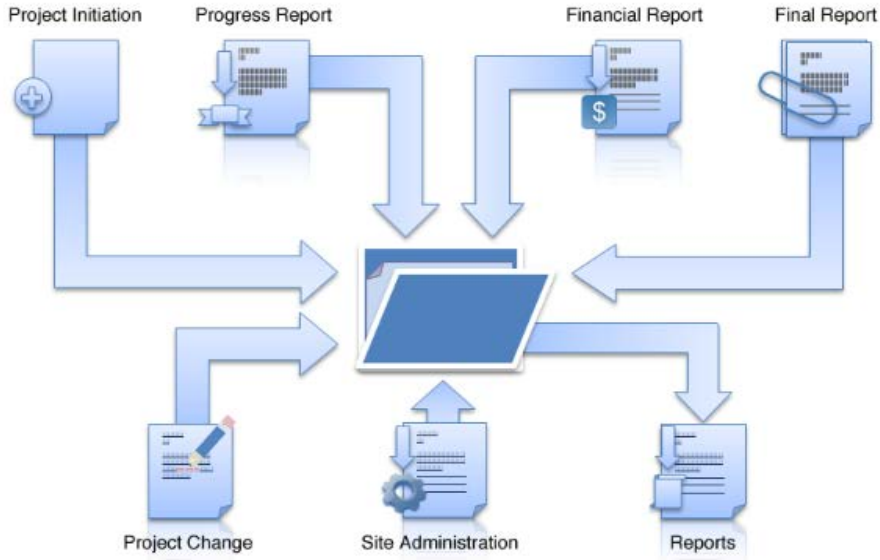 Project Initiation
Progress Report
Financial Report
Final Report
$
Project Change
Site Administration
Reports